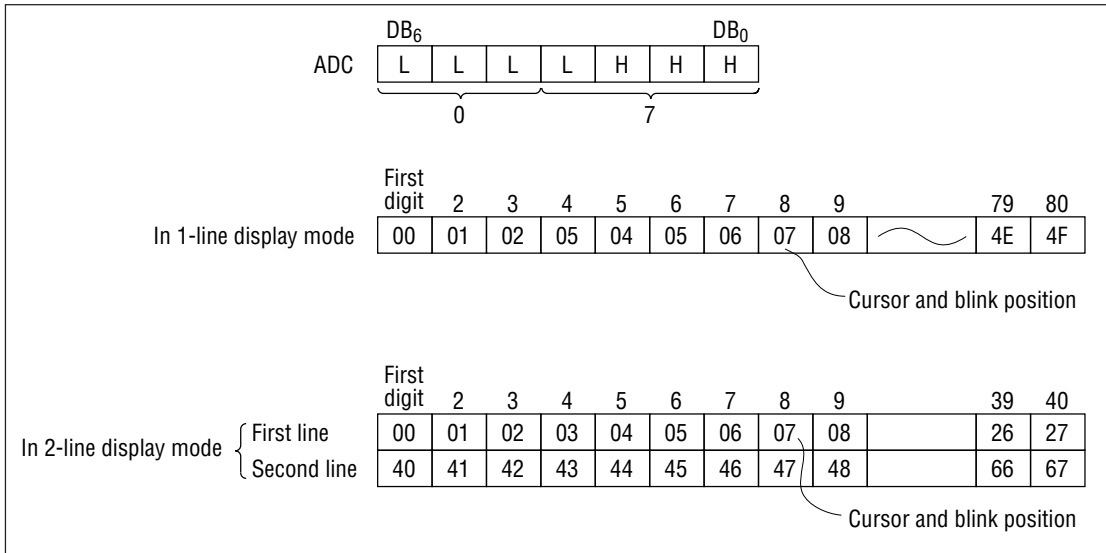 DB6 DB0
ADC L L L L H H H
0 7
First
digit 2 3 4 5 6 7 8 9 79 80
In 1-line display mode 00 01 02 05 04 05 06 07 08 4E 4F
Cursor and blink position
First
digit 2 3 4 5 6 7 8 9 39 40
In 2-line display mode First line 00 01 02 03 04 05 06 07 08 26 27
Second line 40 41 42 43 44 45 46 47 48 66 67
Cursor and blink position